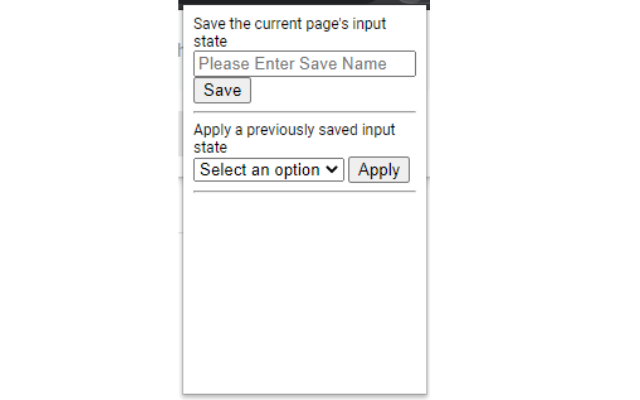 Save the current page's input
state
Please Enter Save Name
Save
Apply a previously saved input
state
Select an option Apply